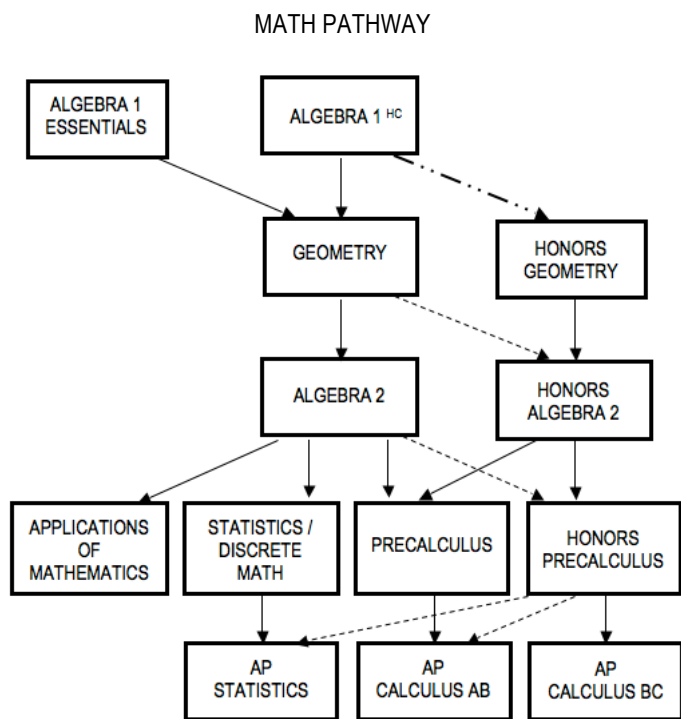 MATH PATHWAY
ALGEBRA 1
ESSENTIALS
ALGEBRA 1 HC
GEOMETRY
HONORS
GEOMETRY
ALGEBRA 2
HONORS
ALGEBRA 2
APPLICATIONS
OF
MATHEMATICS
STATISTICS /
DISCRETE
MATH
PRECALCULUS
HONORS
PRECALCULUS
AP
STATISTICS
AP
CALCULUS AB
AP
CALCULUS BC